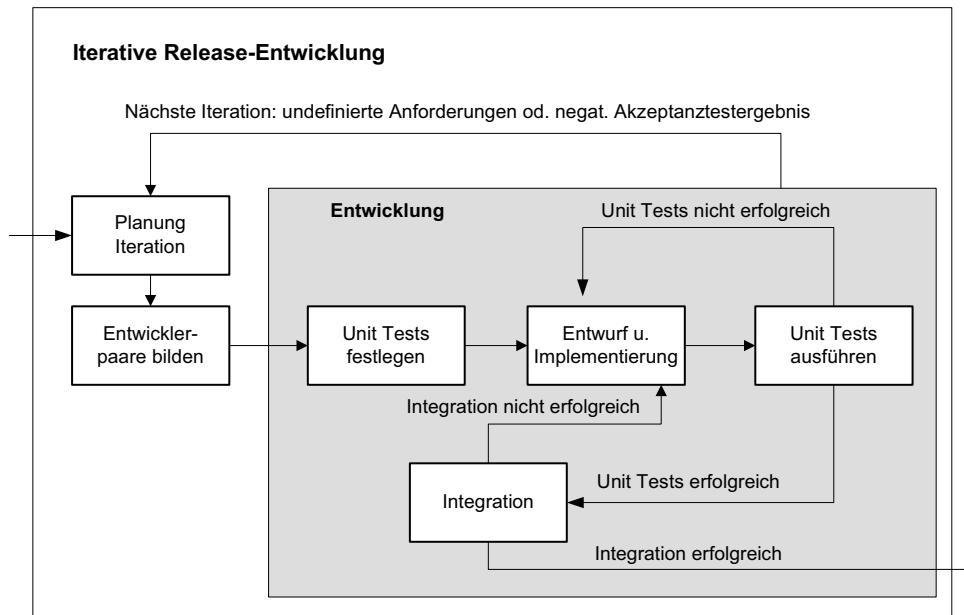 Iterative Release-Entwicklung
Nächste Iteration: undefinierte Anforderungen od. negat. Akzeptanztestergebnis
Planung
Iteration
Entwickler-
paare bilden
Entwicklung
Unit Tests nicht erfolgreich
Unit Tests
festlegen
Entwurf u.
Implementierung
Unit Tests
ausführen
Integration nicht erfolgreich
Integration
Unit Tests erfolgreich
Integration erfolgreich